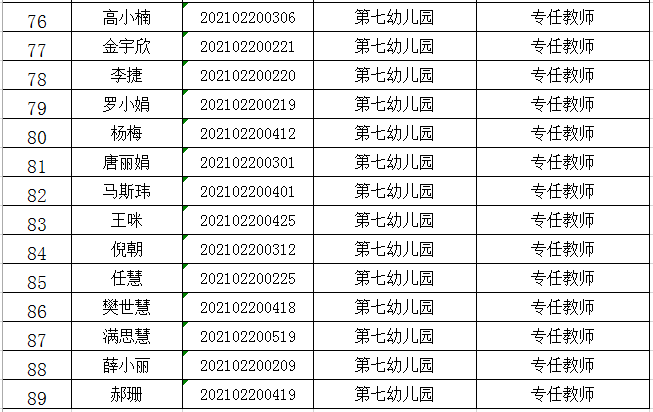 76 高小楠 202102200306 第七幼儿园 专任教师
77 金宇欣 202102200221 第七幼儿园 专任教师
78 李捷 202102200220 第七幼儿园 专任教师
79 罗小娟 202102200219 第七幼儿园 专任教师
80 杨梅 202102200412 第七幼儿园 专任教师
81 唐丽娟 202102200301 第七幼儿园 专任教师
82 马斯玮 202102200401 第七幼儿园 专任教师
83 王咪 202102200425 第七幼儿园 专任教师
84 倪朝 202102200312 第七幼儿园 专任教师
85 任慧 202102200225 第七幼儿园 专任教师
86 樊世慧 202102200418 第七幼儿园 专任教师
87 满思慧 202102200519 第七幼儿园 专任教师
88 薛小丽 202102200209 第七幼儿园 专任教师
89 郝珊 202102200419 第七幼儿园 专任教师